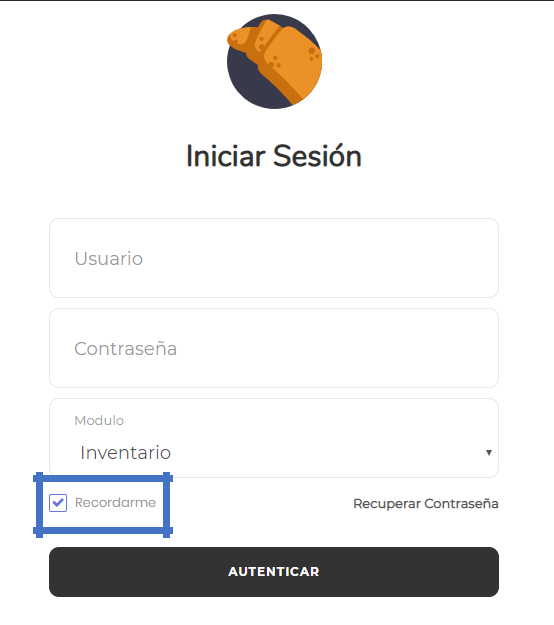 Iniciar Sesión
Usuario
Contraseña
Modulo
Inventario
Recordarme
Recuperar Contraseña
AUTENTICAR